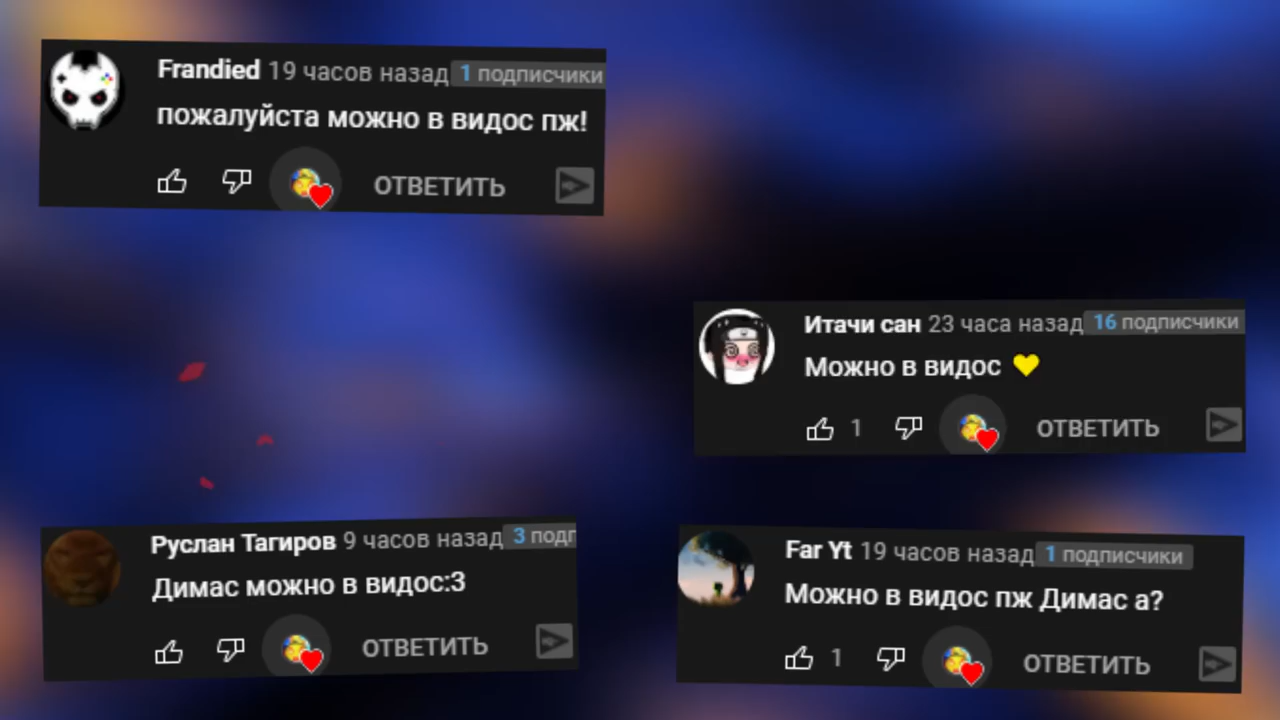 Frandied 19 часов назад 1 подписчики
пожалуйста можно в видос пж!
ОТВЕТИТЬ
Итачи сан 23 часа назад 16 подписчики
Можно в видос 💛
1 ОТВЕТИТЬ
Руслан Тагиров 9 часов назад 3 подп
Димас можно в видос:3
ОТВЕТИТЬ
Far Yt 19 часов назад 1 подписчики
Можно в видос пж Димас а?
1 ОТВЕТИТЬ